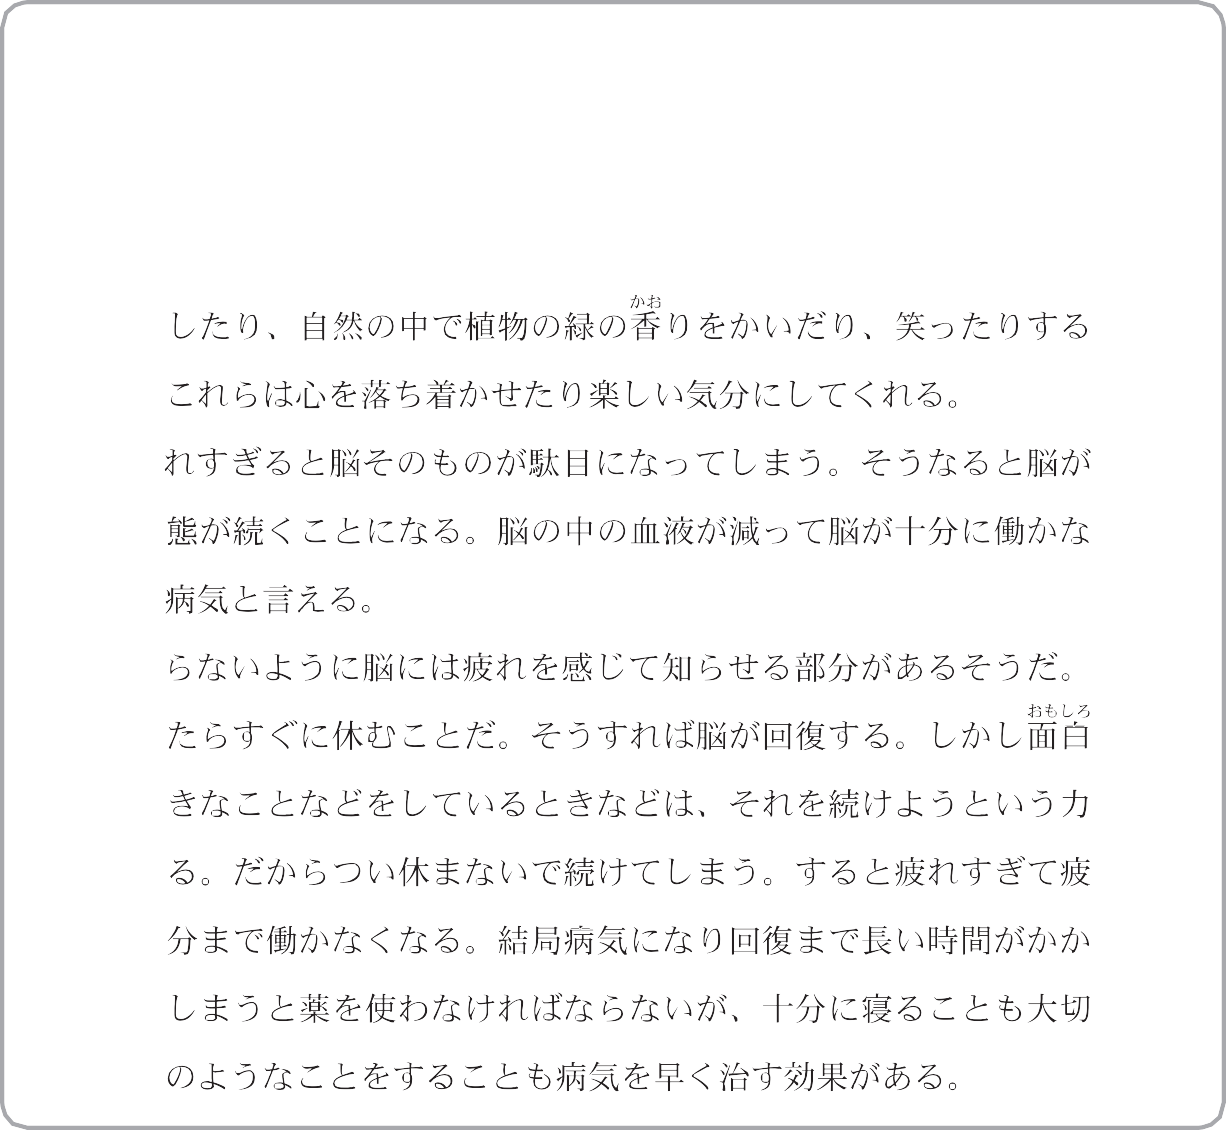 したり、自然の中で植物の緑の香りをかいだり、笑ったりする
これらは心を落ち着かせたり楽しい気分にしてくれる。
れすぎると脳そのものが駄目になってしまう。そうなると脳が
態が続くことになる。脳の中の血液が減って脳が十分に働かな
病気と言える。
らないように脳には疲れを感じて知らせる部分があるそうだ。
たらすぐに休むことだ。そうすれば脳が回復する。しかし面白
きなことなどをしているときなどは、それを続けようという力
る。だからつい休まないで続けてしまう。すると疲れすぎて疲
分まで働かなくなる。結局病気になり回復まで長い時間がかか
しまうと薬を使わなければならないが、十分に寝ることも大切
のようなことをすることも病気を早く治す効果がある。